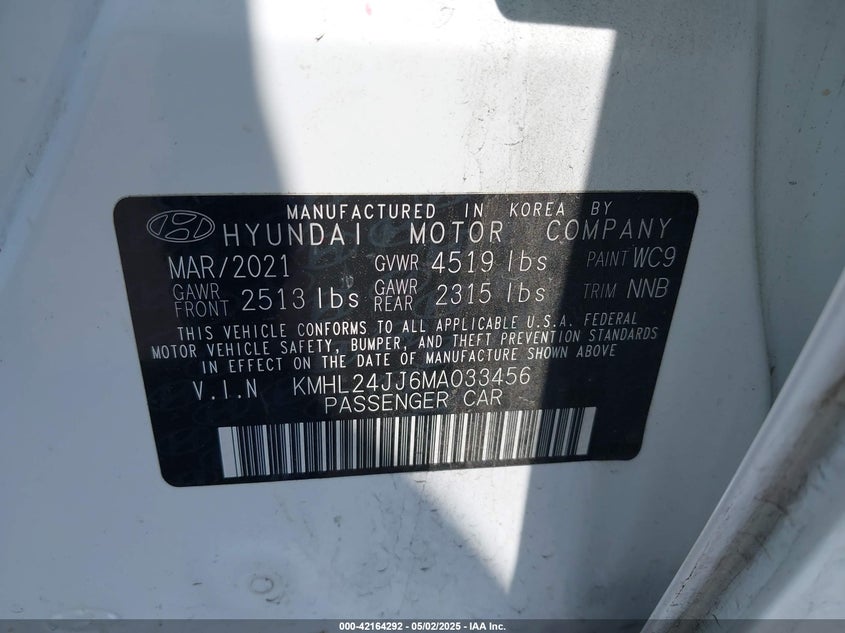 MANUFACTURED IN KOREA BY
HYUNDAI MOTOR COMPANY
MAR/2021 GVWR 4519 lbs PAINT WC9
GAWR FRONT 2513 lbs GAWR REAR 2315 lbs TRIM NNB
THIS VEHICLE CONFORMS TO ALL APPLICABLE U.S.A. FEDERAL
MOTOR VEHICLE SAFETY, BUMPER, AND THEFT PREVENTION STANDARDS
IN EFFECT ON THE DATE OF MANUFACTURE SHOWN ABOVE
V.I.N KMHL24JJ6MA033456
PASSENGER CAR
000-42164292 - 05/02/2025 - IAA Inc.